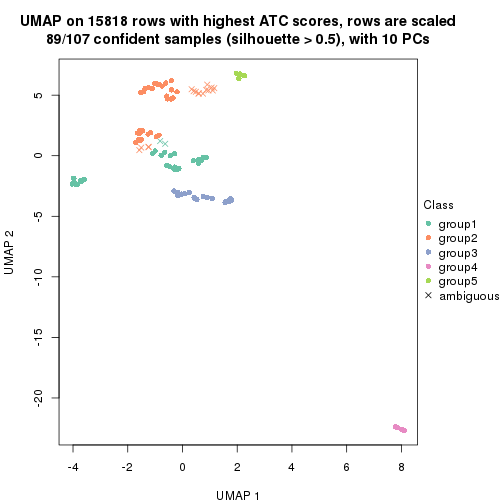 UMAP on 15818 rows with highest ATC scores, rows are scaled
89/107 confident samples (silhouette > 0.5), with 10 PCs
5
0
-5
-10
-15
-20
UMAP 2
-4
-2
0
2
4
6
8
UMAP 1
Class
group1
group2
group3
group4
group5
ambiguous